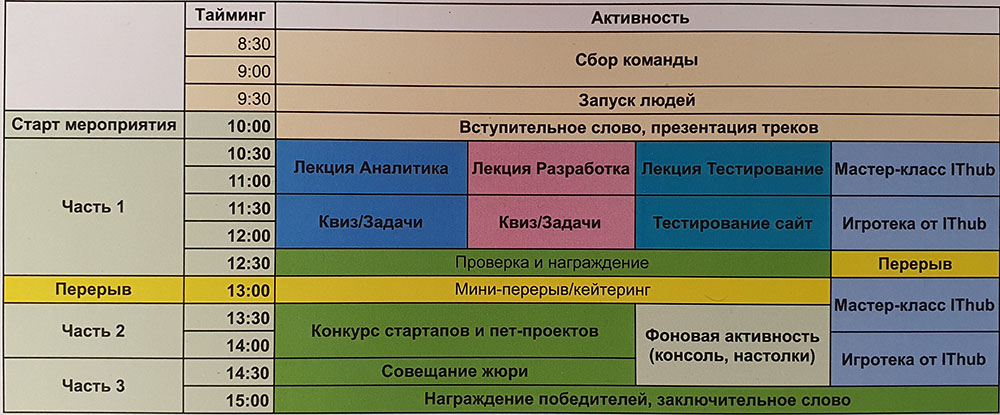 Тайминг Активность
8:30
Сбор команды
9:00
9:30 Запуск людей
Старт мероприятия 10:00 Вступительное слово, презентация треков
10:30
Лекция Аналитика Лекция Разработка Лекция Тестирование Мастер-класс IThub
11:00
Часть 1
11:30
Квиз/Задачи Квиз/Задачи Тестирование сайт Игротека от IThub
12:00
12:30 Проверка и награждение Перерыв
Перерыв 13:00 Мини-перерыв/кейтеринг
Мастер-класс IThub
13:30
Часть 2
Конкурс стартапов и пет-проектов
Фоновая активность
(консоль, настолки)
14:00
Игротека от IThub
14:30 Совещание жюри
Часть 3
15:00 Награждение победителей, заключительное слово